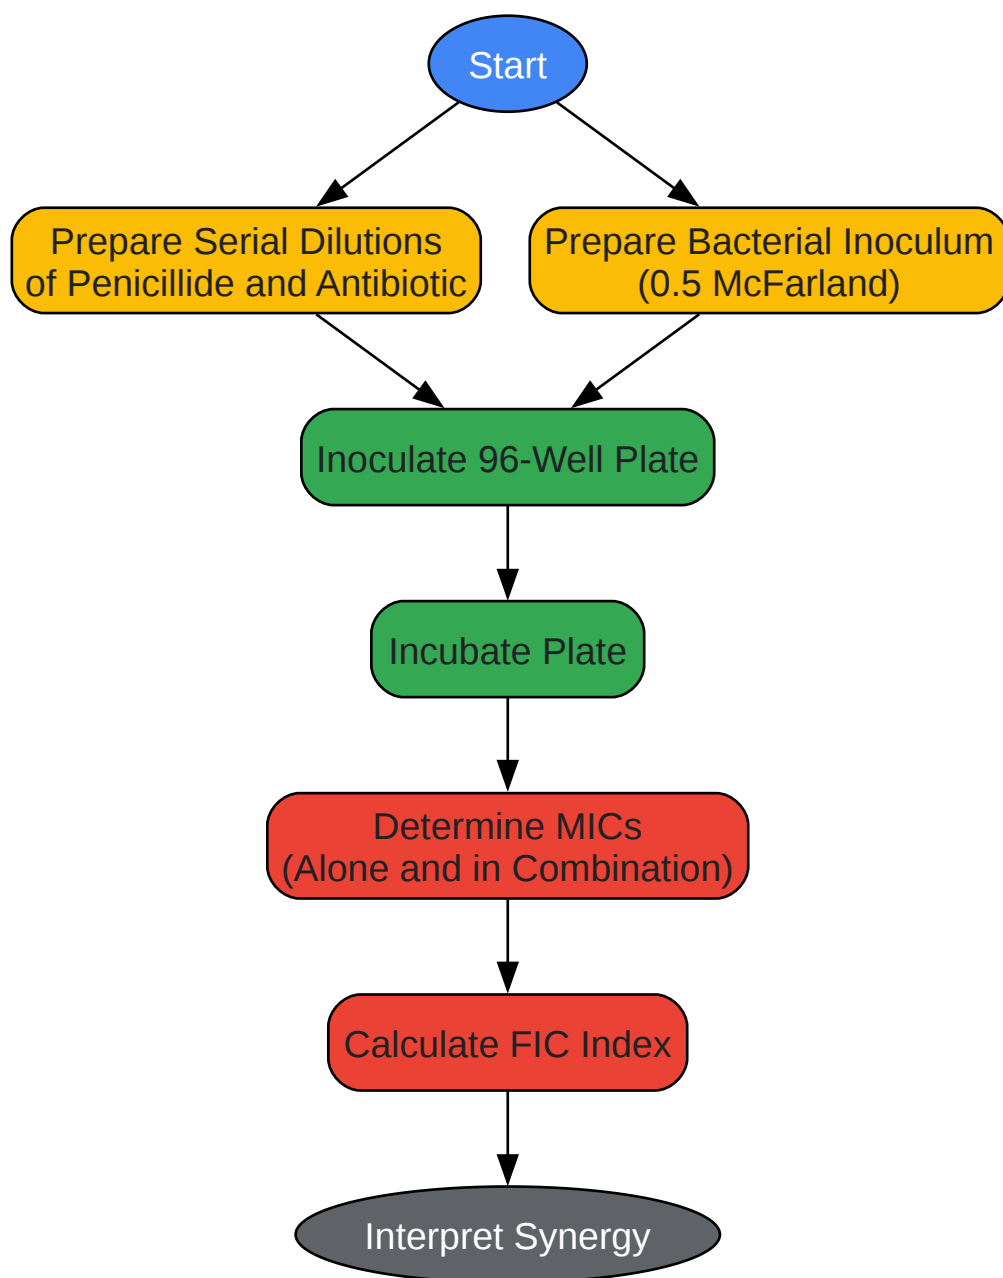 Start
Prepare Serial Dilutions
of Penicillide and Antibiotic
Prepare Bacterial Inoculum
(0.5 McFarland)
Inoculate 96-Well Plate
Incubate Plate
Determine MICs
(Alone and in Combination)
Calculate FIC Index
Interpret Synergy